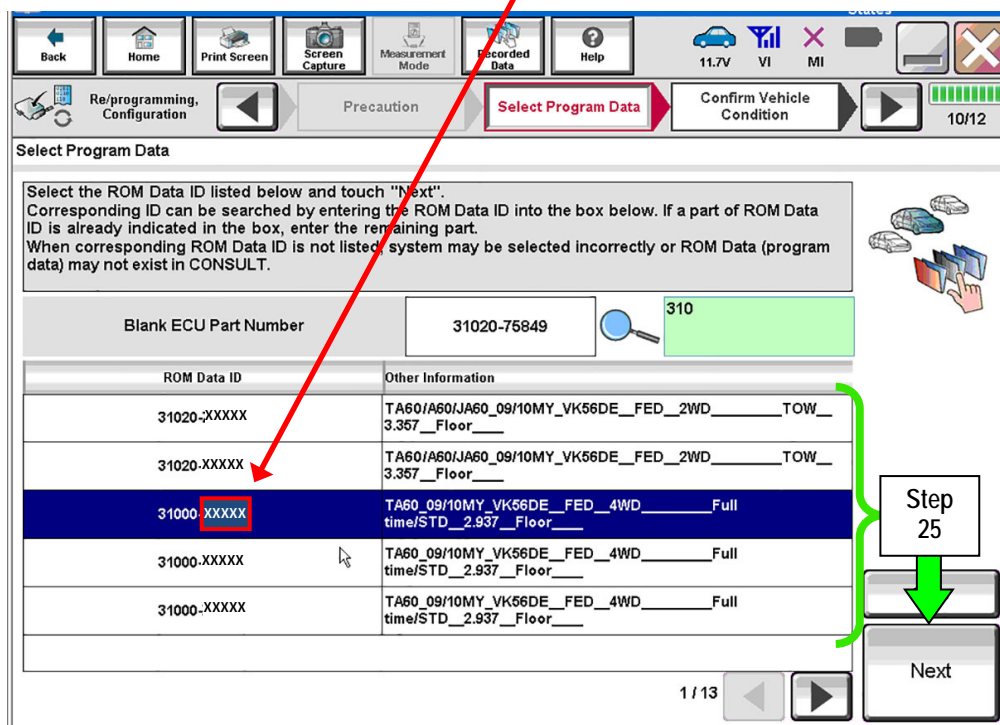 States
Back
Home
Print Screen
Screen Capture
Measurement Mode
Recorded Data
Help
11.7V
VI
MI
Re/programming, Configuration
Precaution
Select Program Data
Confirm Vehicle Condition
10/12
Select Program Data
Select the ROM Data ID listed below and touch "Next".
Corresponding ID can be searched by entering the ROM Data ID into the box below. If a part of ROM Data
ID is already indicated in the box, enter the remaining part.
When corresponding ROM Data ID is not listed, system may be selected incorrectly or ROM Data (program
data) may not exist in CONSULT.
Blank ECU Part Number
31020-75849
310
ROM Data ID
Other Information
31020-XXXXX
TA60/A60/JA60_09/10MY_VK56DE__FED__2WD________TOW__
3.357__Floor____
31020-XXXXX
TA60/A60/JA60_09/10MY_VK56DE__FED__2WD________TOW__
3.357__Floor____
31000-XXXXX
TA60_09/10MY_VK56DE__FED__4WD________Full
time/STD__2.937__Floor____
31000-XXXXX
TA60_09/10MY_VK56DE__FED__4WD________Full
time/STD__2.937__Floor____
31000-XXXXX
TA60_09/10MY_VK56DE__FED__4WD________Full
time/STD__2.937__Floor____
Step
25
Next
1/13